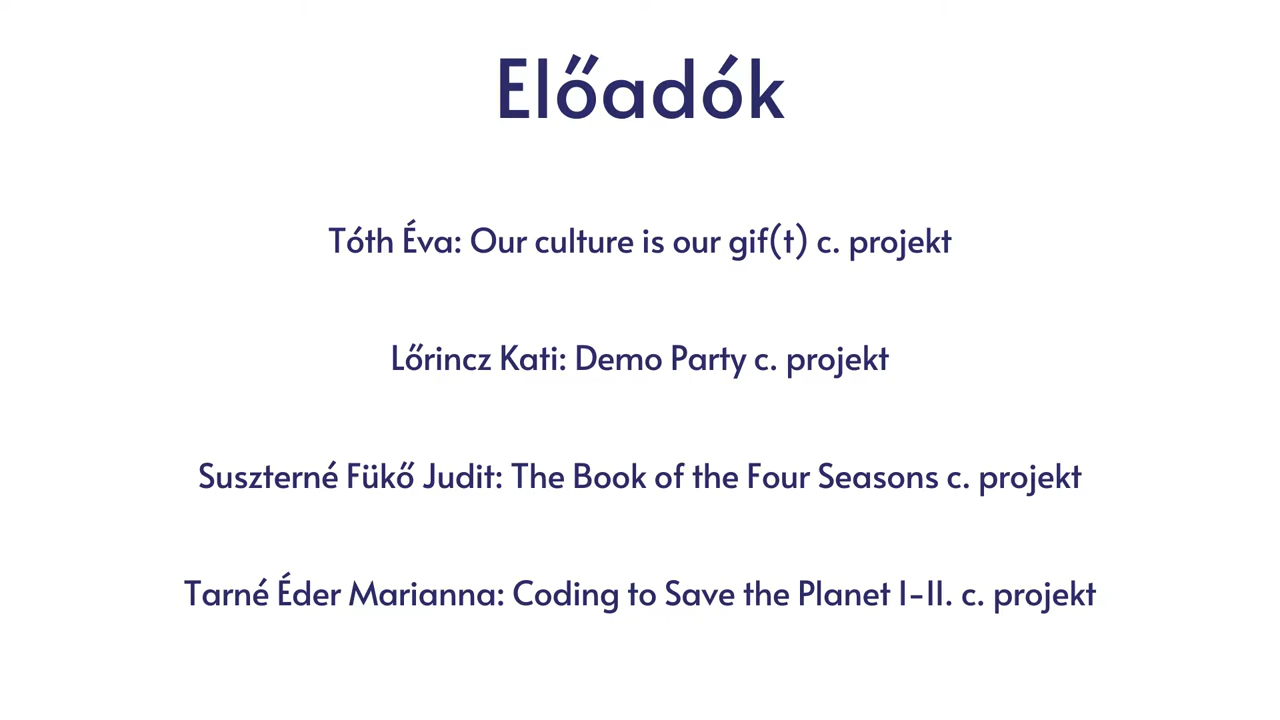 Előadók
Tóth Éva: Our culture is our gif(t) c. projekt
Lőrincz Kati: Demo Party c. projekt
Suszterné Fükő Judit: The Book of the Four Seasons c. projekt
Tarné Éder Marianna: Coding to Save the Planet I-II. c. projekt